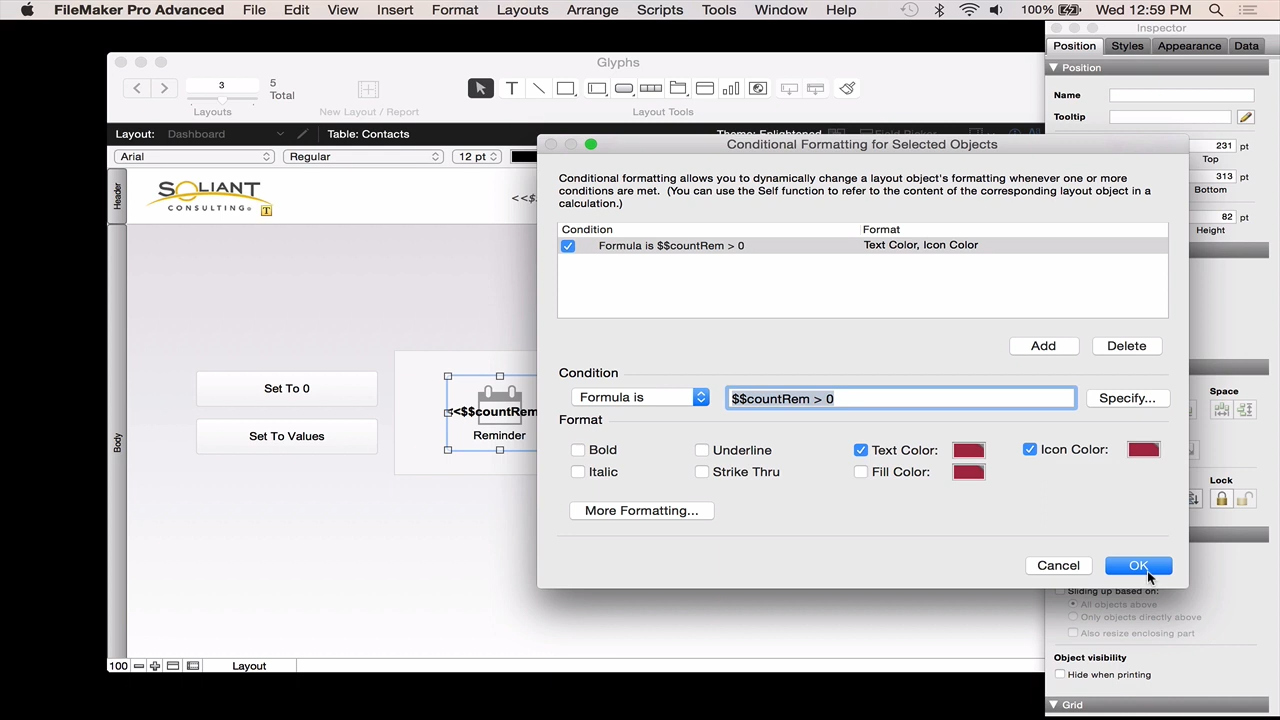 FileMaker Pro Advanced File Edit View Insert Format Layouts Arrange Scripts Tools Window Help 100% Wed 12:59 PM
Inspector
Position Styles Appearance Data
Position
Name
Tooltip
231 pt
Top
313 pt
Bottom
82 pt
Height
Space
Lock
Sliding up based on:
All objects above
Only objects directly above
Also resize enclosing part
Object visibility
Hide when printing
Grid
Glyphs
3
5
Total
Layouts
New Layout / Report
Layout Tools
Layout: Dashboard Table: Contacts Theme: Enlightened Field Picker
Arial Regular 12 pt
Header
SOLIANT
CONSULTING
T
<<$
Body
Set To 0
Set To Values
<<$$countRem
Reminder
100 Layout
Conditional Formatting for Selected Objects
Conditional formatting allows you to dynamically change a layout object's formatting whenever one or more
conditions are met. (You can use the Self function to refer to the content of the corresponding layout object in a
calculation.)
Condition Format
Formula is $$countRem > 0 Text Color, Icon Color
Add Delete
Condition
Formula is $$countRem > 0 Specify...
Format
Bold Underline Text Color: Icon Color:
Italic Strike Thru Fill Color:
More Formatting...
Cancel OK